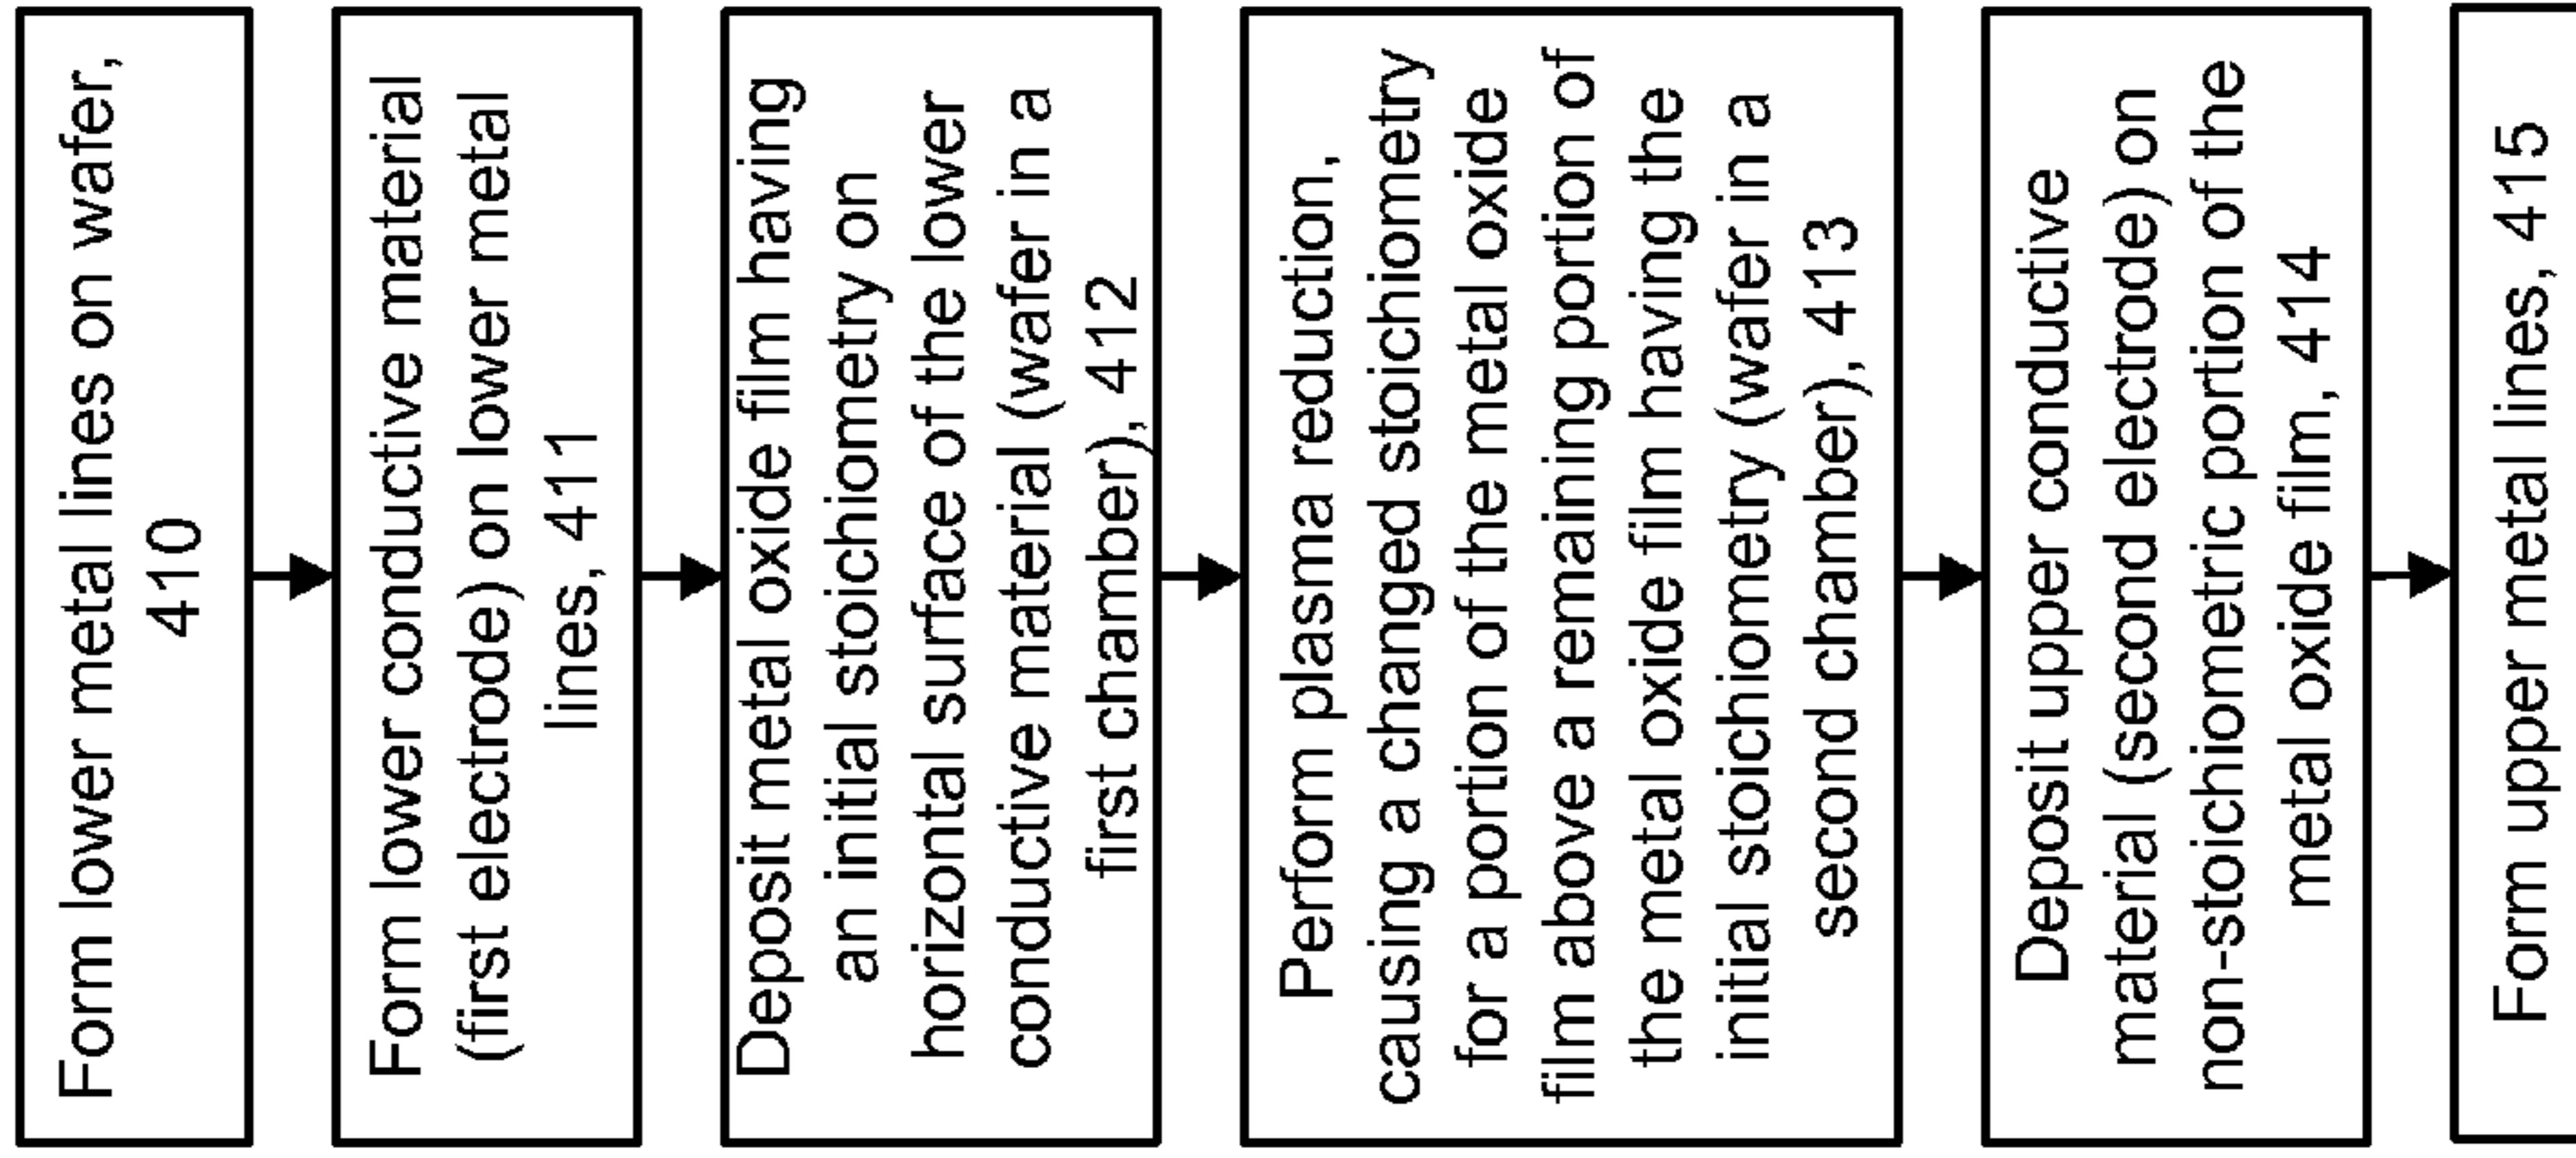 Form lower metal lines on wafer,
410
Form lower conductive material
(first electrode) on lower metal
lines, 411
Deposit metal oxide film having
an initial stoichiometry on
horizontal surface of the lower
conductive material (wafer in a
first chamber), 412
Perform plasma reduction,
causing a changed stoichiometry
for a portion of the metal oxide
film above a remaining portion of
the metal oxide film having the
initial stoichiometry (wafer in a
second chamber), 413
Deposit upper conductive
material (second electrode) on
non-stoichiometric portion of the
metal oxide film, 414
Form upper metal lines, 415